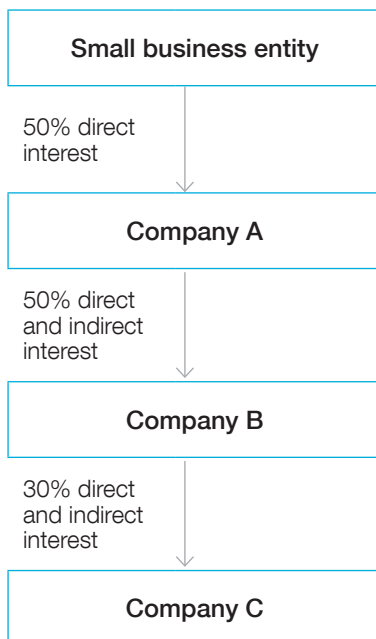 Small business entity
50% direct
interest
Company A
50% direct
and indirect
interest
Company B
30% direct
and indirect
interest
Company C